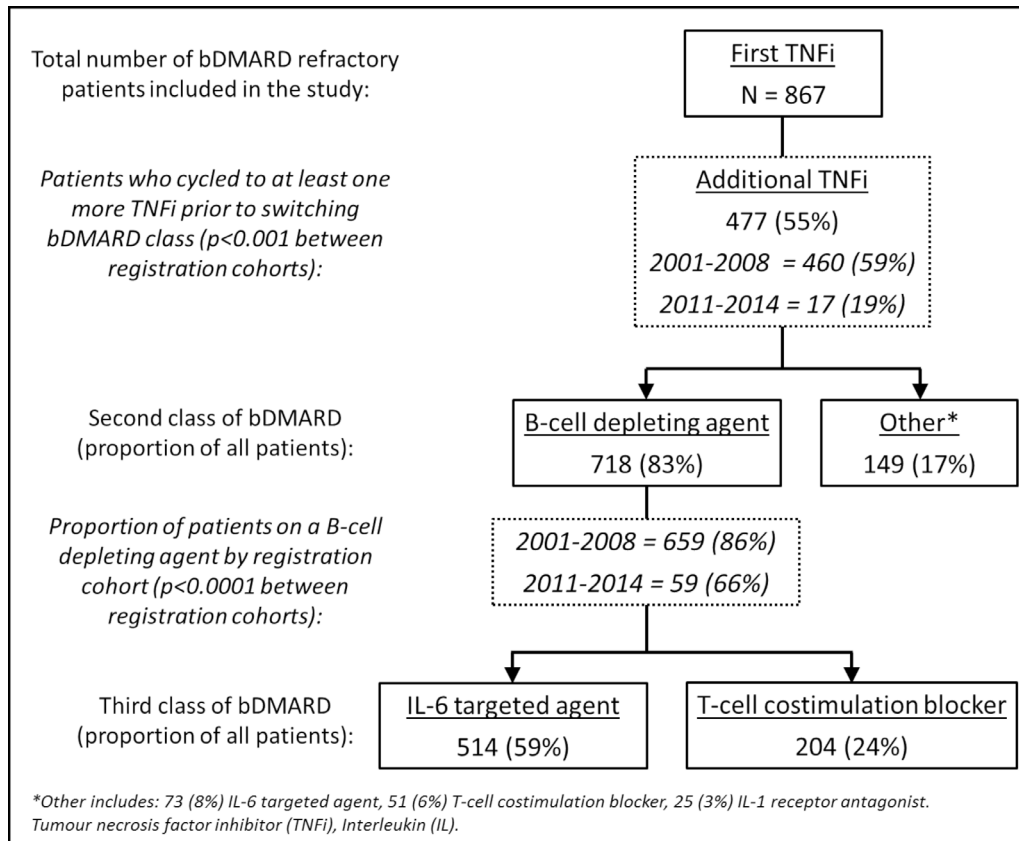 Total number of bDMARD refractory
patients included in the study:
First TNFi
N = 867
Patients who cycled to at least one
more TNFi prior to switching
bDMARD class (p<0.001 between
registration cohorts):
Additional TNFi
477 (55%)
2001-2008 = 460 (59%)
2011-2014 = 17 (19%)
Second class of bDMARD
(proportion of all patients):
B-cell depleting agent
718 (83%)
Other*
149 (17%)
Proportion of patients on a B-cell
depleting agent by registration
cohort (p<0.0001 between
registration cohorts):
2001-2008 = 659 (86%)
2011-2014 = 59 (66%)
Third class of bDMARD
(proportion of all patients):
IL-6 targeted agent
514 (59%)
T-cell costimulation blocker
204 (24%)
*Other includes: 73 (8%) IL-6 targeted agent, 51 (6%) T-cell costimulation blocker, 25 (3%) IL-1 receptor antagonist.
Tumour necrosis factor inhibitor (TNFi), Interleukin (IL).